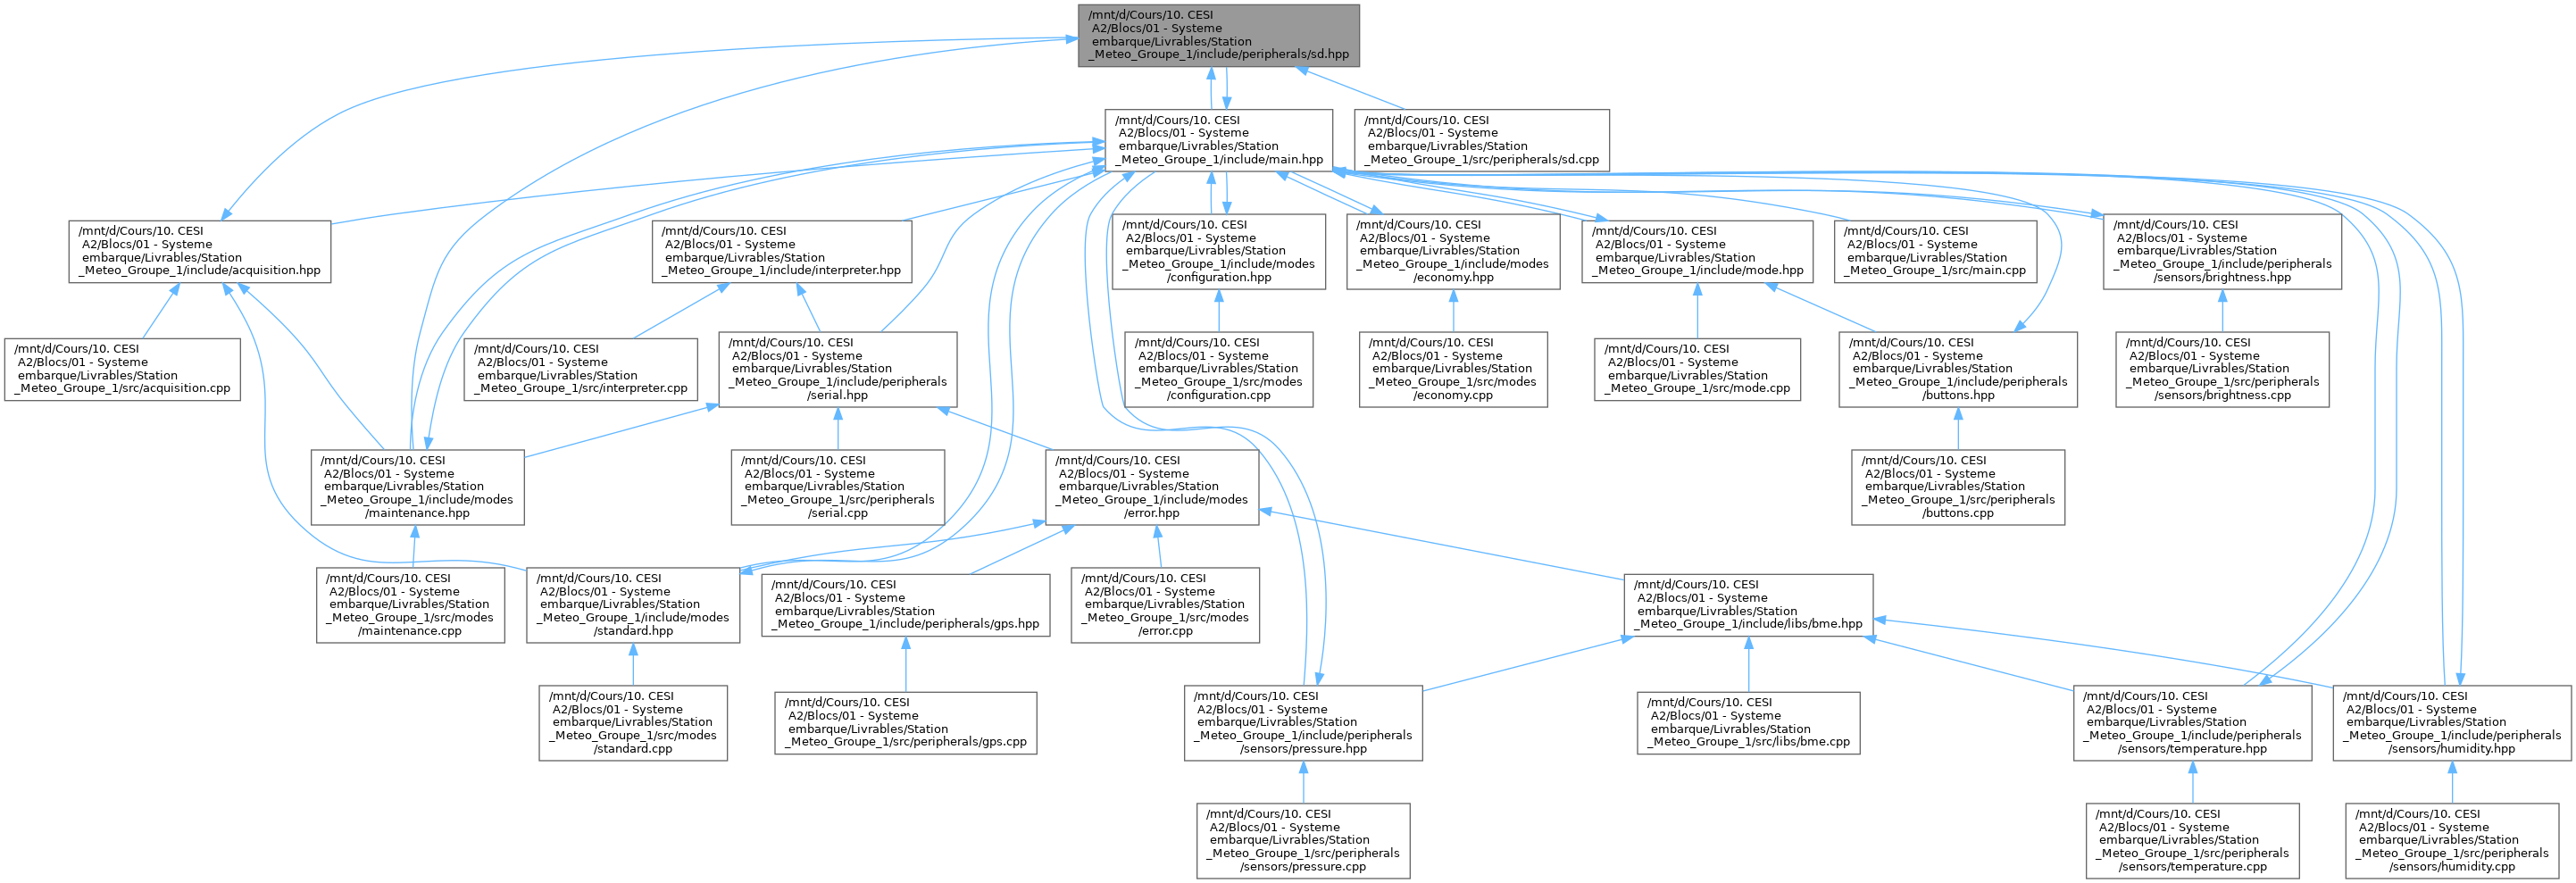 /mnt/d/Cours/10. CESI
A2/Blocs/01 - Systeme
embarque/Livrables/Station
_Meteo_Groupe_1/include/peripherals/sd.hpp
/mnt/d/Cours/10. CESI
A2/Blocs/01 - Systeme
embarque/Livrables/Station
_Meteo_Groupe_1/include/main.hpp
/mnt/d/Cours/10. CESI
A2/Blocs/01 - Systeme
embarque/Livrables/Station
_Meteo_Groupe_1/src/peripherals/sd.cpp
/mnt/d/Cours/10. CESI
A2/Blocs/01 - Systeme
embarque/Livrables/Station
_Meteo_Groupe_1/include/acquisition.hpp
/mnt/d/Cours/10. CESI
A2/Blocs/01 - Systeme
embarque/Livrables/Station
_Meteo_Groupe_1/include/interpreter.hpp
/mnt/d/Cours/10. CESI
A2/Blocs/01 - Systeme
embarque/Livrables/Station
_Meteo_Groupe_1/include/modes
/configuration.hpp
/mnt/d/Cours/10. CESI
A2/Blocs/01 - Systeme
embarque/Livrables/Station
_Meteo_Groupe_1/include/modes
/economy.hpp
/mnt/d/Cours/10. CESI
A2/Blocs/01 - Systeme
embarque/Livrables/Station
_Meteo_Groupe_1/include/mode.hpp
/mnt/d/Cours/10. CESI
A2/Blocs/01 - Systeme
embarque/Livrables/Station
_Meteo_Groupe_1/src/main.cpp
/mnt/d/Cours/10. CESI
A2/Blocs/01 - Systeme
embarque/Livrables/Station
_Meteo_Groupe_1/include/peripherals
/sensors/brightness.hpp
/mnt/d/Cours/10. CESI
A2/Blocs/01 - Systeme
embarque/Livrables/Station
_Meteo_Groupe_1/src/acquisition.cpp
/mnt/d/Cours/10. CESI
A2/Blocs/01 - Systeme
embarque/Livrables/Station
_Meteo_Groupe_1/src/interpreter.cpp
/mnt/d/Cours/10. CESI
A2/Blocs/01 - Systeme
embarque/Livrables/Station
_Meteo_Groupe_1/include/peripherals
/serial.hpp
/mnt/d/Cours/10. CESI
A2/Blocs/01 - Systeme
embarque/Livrables/Station
_Meteo_Groupe_1/src/modes
/configuration.cpp
/mnt/d/Cours/10. CESI
A2/Blocs/01 - Systeme
embarque/Livrables/Station
_Meteo_Groupe_1/src/modes
/economy.cpp
/mnt/d/Cours/10. CESI
A2/Blocs/01 - Systeme
embarque/Livrables/Station
_Meteo_Groupe_1/src/mode.cpp
/mnt/d/Cours/10. CESI
A2/Blocs/01 - Systeme
embarque/Livrables/Station
_Meteo_Groupe_1/include/peripherals
/buttons.hpp
/mnt/d/Cours/10. CESI
A2/Blocs/01 - Systeme
embarque/Livrables/Station
_Meteo_Groupe_1/src/peripherals
/sensors/brightness.cpp
/mnt/d/Cours/10. CESI
A2/Blocs/01 - Systeme
embarque/Livrables/Station
_Meteo_Groupe_1/include/modes
/maintenance.hpp
/mnt/d/Cours/10. CESI
A2/Blocs/01 - Systeme
embarque/Livrables/Station
_Meteo_Groupe_1/src/peripherals
/serial.cpp
/mnt/d/Cours/10. CESI
A2/Blocs/01 - Systeme
embarque/Livrables/Station
_Meteo_Groupe_1/include/modes
/error.hpp
/mnt/d/Cours/10. CESI
A2/Blocs/01 - Systeme
embarque/Livrables/Station
_Meteo_Groupe_1/src/peripherals
/buttons.cpp
/mnt/d/Cours/10. CESI
A2/Blocs/01 - Systeme
embarque/Livrables/Station
_Meteo_Groupe_1/src/modes
/maintenance.cpp
/mnt/d/Cours/10. CESI
A2/Blocs/01 - Systeme
embarque/Livrables/Station
_Meteo_Groupe_1/include/modes
/standard.hpp
/mnt/d/Cours/10. CESI
A2/Blocs/01 - Systeme
embarque/Livrables/Station
_Meteo_Groupe_1/include/peripherals/gps.hpp
/mnt/d/Cours/10. CESI
A2/Blocs/01 - Systeme
embarque/Livrables/Station
_Meteo_Groupe_1/src/modes
/error.cpp
/mnt/d/Cours/10. CESI
A2/Blocs/01 - Systeme
embarque/Livrables/Station
_Meteo_Groupe_1/include/libs/bme.hpp
/mnt/d/Cours/10. CESI
A2/Blocs/01 - Systeme
embarque/Livrables/Station
_Meteo_Groupe_1/src/modes
/standard.cpp
/mnt/d/Cours/10. CESI
A2/Blocs/01 - Systeme
embarque/Livrables/Station
_Meteo_Groupe_1/src/peripherals/gps.cpp
/mnt/d/Cours/10. CESI
A2/Blocs/01 - Systeme
embarque/Livrables/Station
_Meteo_Groupe_1/include/peripherals
/sensors/pressure.hpp
/mnt/d/Cours/10. CESI
A2/Blocs/01 - Systeme
embarque/Livrables/Station
_Meteo_Groupe_1/src/libs/bme.cpp
/mnt/d/Cours/10. CESI
A2/Blocs/01 - Systeme
embarque/Livrables/Station
_Meteo_Groupe_1/include/peripherals
/sensors/temperature.hpp
/mnt/d/Cours/10. CESI
A2/Blocs/01 - Systeme
embarque/Livrables/Station
_Meteo_Groupe_1/include/peripherals
/sensors/humidity.hpp
/mnt/d/Cours/10. CESI
A2/Blocs/01 - Systeme
embarque/Livrables/Station
_Meteo_Groupe_1/src/peripherals
/sensors/pressure.cpp
/mnt/d/Cours/10. CESI
A2/Blocs/01 - Systeme
embarque/Livrables/Station
_Meteo_Groupe_1/src/peripherals
/sensors/temperature.cpp
/mnt/d/Cours/10. CESI
A2/Blocs/01 - Systeme
embarque/Livrables/Station
_Meteo_Groupe_1/src/peripherals
/sensors/humidity.cpp